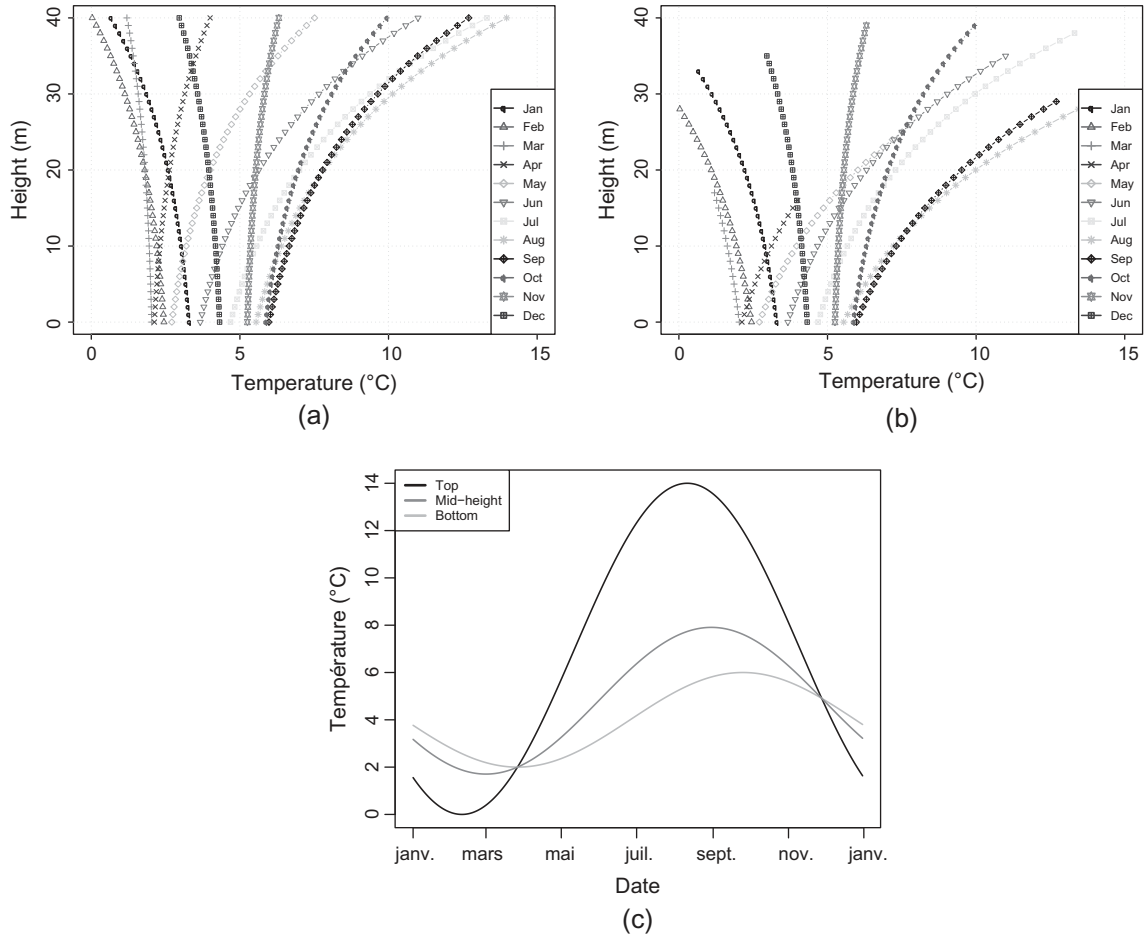 Height (m)
40
30
20
10
0
0 5 10 15
Temperature (°C)
Jan
Feb
Mar
Apr
May
Jun
Jul
Aug
Sep
Oct
Nov
Dec
(a)
Height (m)
40
30
20
10
0
0 5 10 15
Temperature (°C)
Jan
Feb
Mar
Apr
May
Jun
Jul
Aug
Sep
Oct
Nov
Dec
(b)
Top
Mid−height
Bottom
Température (°C)
14
12
10
8
6
4
2
0
janv. mars mai juil. sept. nov. janv.
Date
(c)